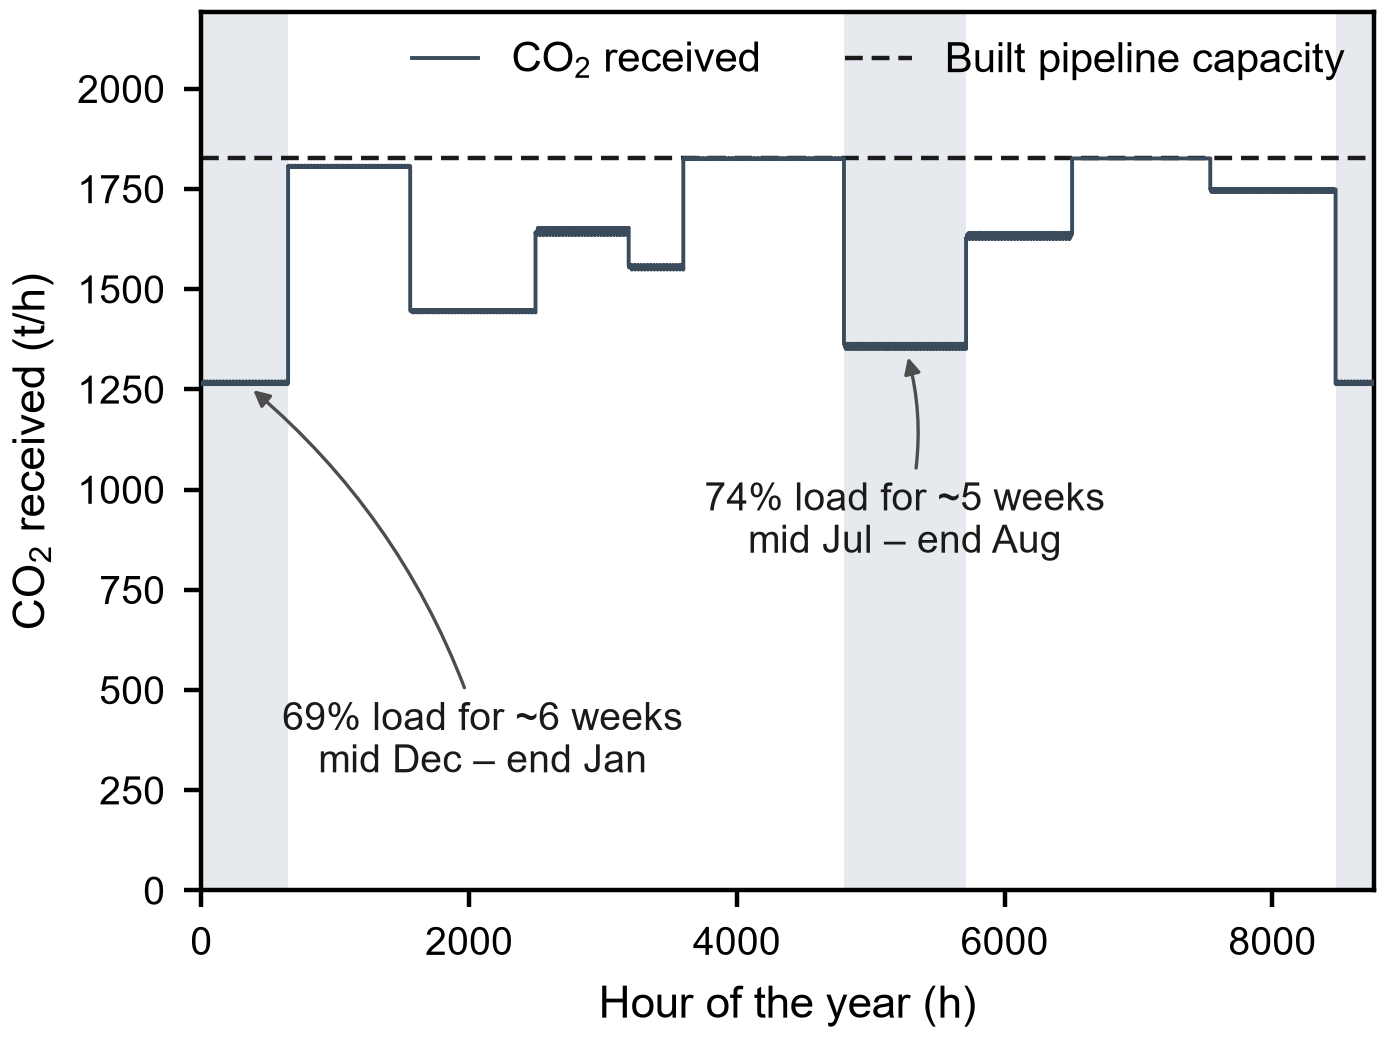 CO₂ received
Built pipeline capacity
2000
1750
1500
1250
1000
750
500
250
0
CO₂ received (t/h)
74% load for ~5 weeks
mid Jul – end Aug
69% load for ~6 weeks
mid Dec – end Jan
0
2000
4000
6000
8000
Hour of the year (h)